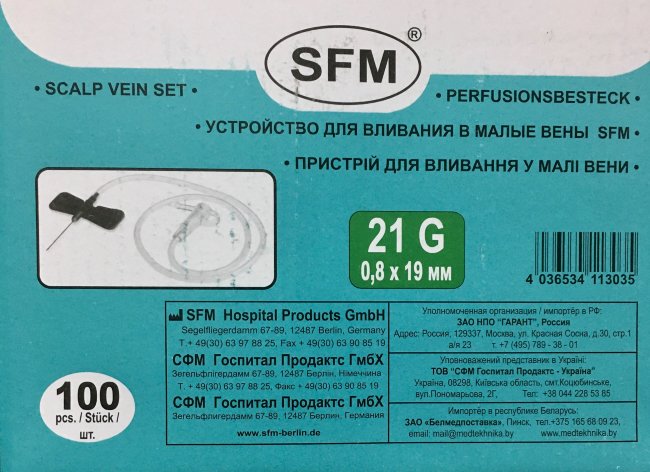 SFM ®
• SCALP VEIN SET •
• PERFUSIONSBESTECK •
• УСТРОЙСТВО ДЛЯ ВЛИВАНИЯ В МАЛЫЕ ВЕНЫ SFM •
• ПРИСТРІЙ ДЛЯ ВЛИВАННЯ У МАЛІ ВЕНИ •
21 G
0,8 x 19 мм
4 036534 113035
SFM Hospital Products GmbH
Segelfliegerdamm 67-89, 12487 Berlin, Germany
T.+ 49(30) 63 97 88 25, Fax + 49(30) 63 90 85 19
СФМ Госпитал Продактс ГмбХ
Зегельфлігердамм 67-89, 12487 Берлін, Німеччина
Т. + 49(30) 63 97 88 25, Факс + 49(30) 63 90 85 19
СФМ Госпитал Продактс ГмбХ
Зегельфлигердамм 67-89, 12487 Берлин, Германия
www.sfm-berlin.de
Уполномоченная организация / импортёр в РФ:
ЗАО НПО "ГАРАНТ", Россия
Адрес: Россия, 129337, Москва, ул. Красная Сосна, д.30, стр.1
а/я 23 т. +7 (495) 789 - 38 - 01
Уповноважений представник в Україні:
ТОВ "СФМ Госпітал Продактс - Україна"
Україна, 08298, Київська область, смт.Коцюбинське,
вул.Пономарьова, 2Г, Тел: +38 044 228 53 85
Импортёр в республике Беларусь:
ЗАО «Белмедпоставка», Пинск, тел.+375 165 68 09 23,
email: mail@medtekhnika.by www.medtekhnika.by
100
pcs. / Stück /
шт.